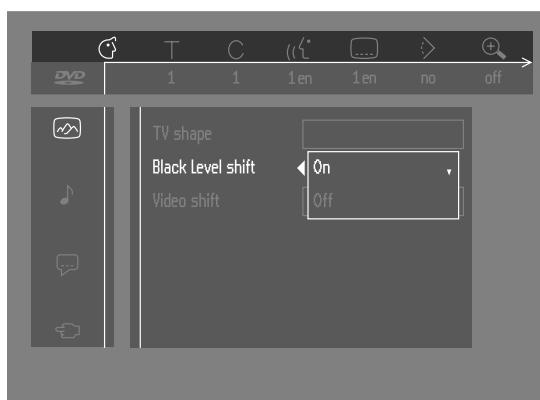 T C
DVD 1 1 1 en 1 en no off
TV shape
Black Level shift On
Video shift Off